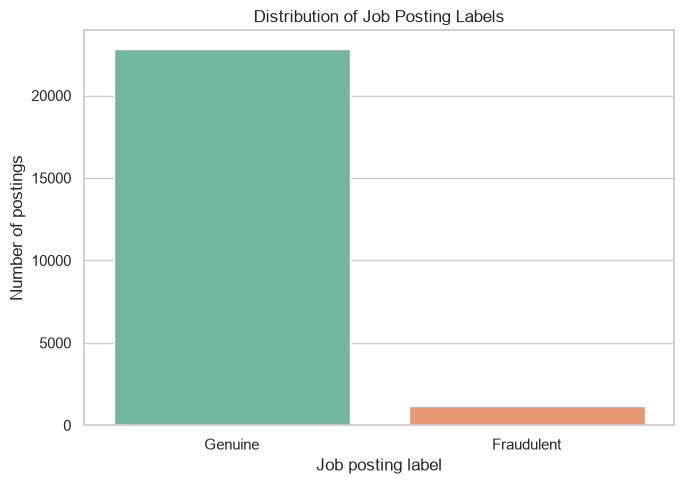 Distribution of Job Posting Labels
Number of postings
20000
15000
10000
5000
0
Genuine
Fraudulent
Job posting label